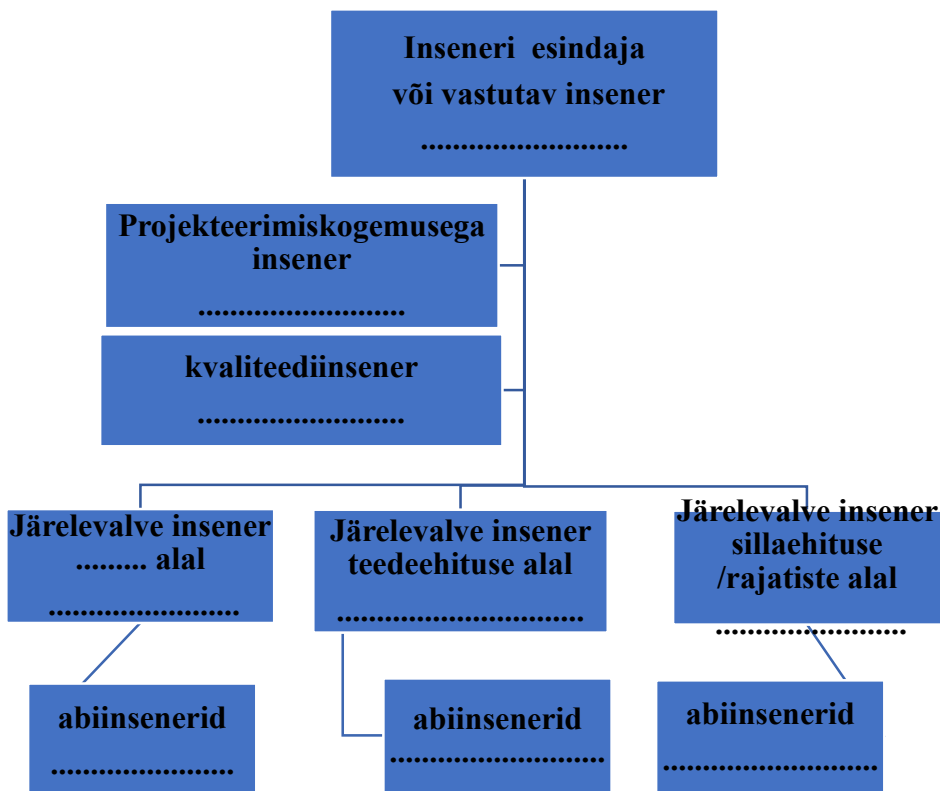 Inseneri esindaja
või vastutav insener
..........................
Projekteerimiskogemusega
insener
..........................
kvaliteediinsener
..........................
Järelevalve insener
......... alal
........................
Järelevalve insener
teedeehituse alal
...............................
Järelevalve insener
sillaehituse
/rajatiste alal
........................
abiinsenerid
.......................
abiinsenerid
...........................
abiinsenerid
...........................